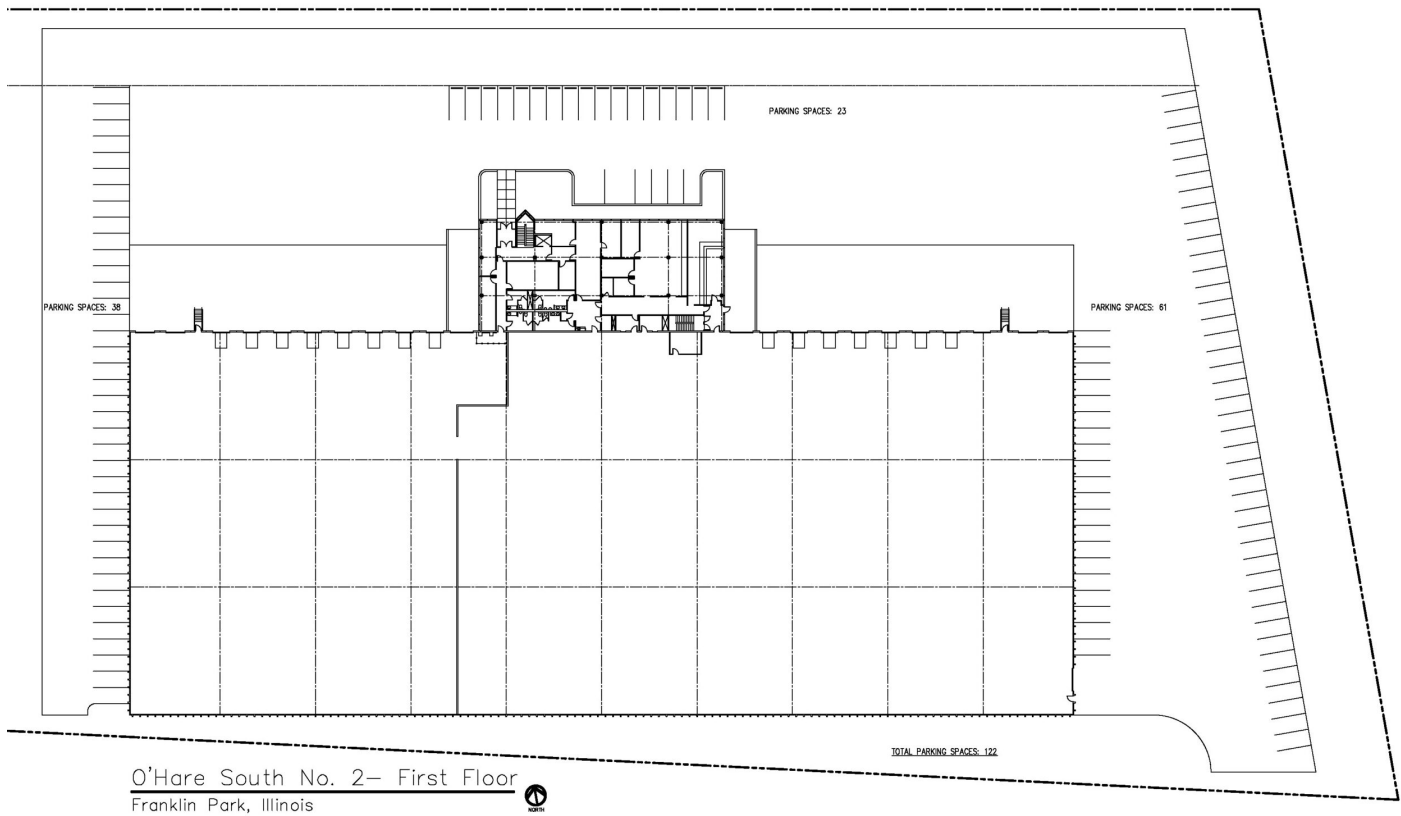 PARKING SPACES: 23
PARKING SPACES: 38
PARKING SPACES: 61
TOTAL PARKING SPACES: 122
O'Hare South No. 2– First Floor
Franklin Park, Illinois
NORTH